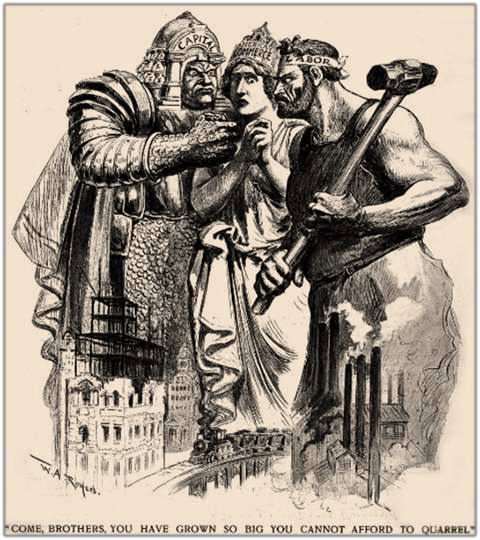 CAPITAL
COMMERCE
LABOR
W. A. Rogers.
"COME, BROTHERS, YOU HAVE GROWN SO BIG YOU CANNOT AFFORD TO QUARREL"